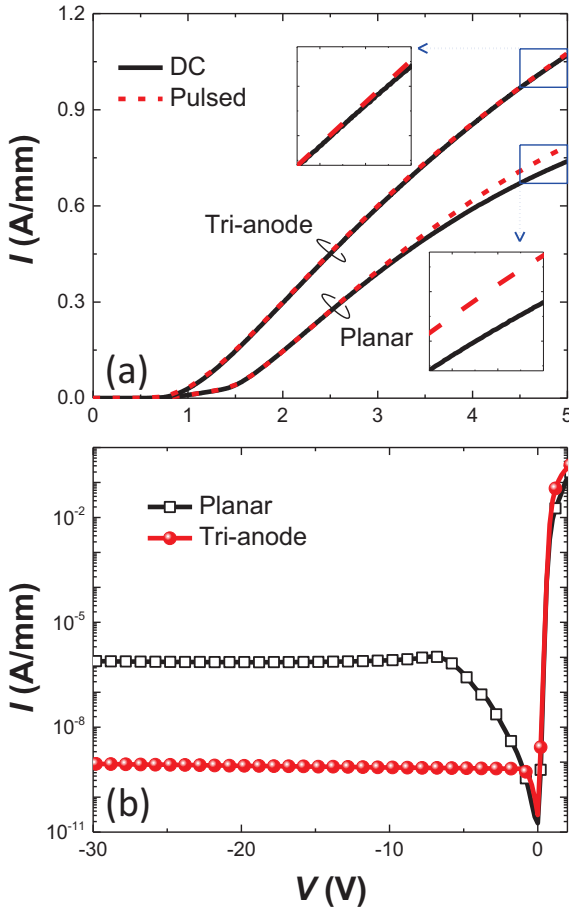 1.2
0.9
0.6
0.3
0.0
I (A/mm)
DC
Pulsed
Tri-anode
Planar
(a)
0 1 2 3 4 5
10⁻²
10⁻⁶
10⁻⁸
10⁻¹¹
I (A/mm)
Planar
Tri-anode
(b)
-30 -20 -10 0
V (V)